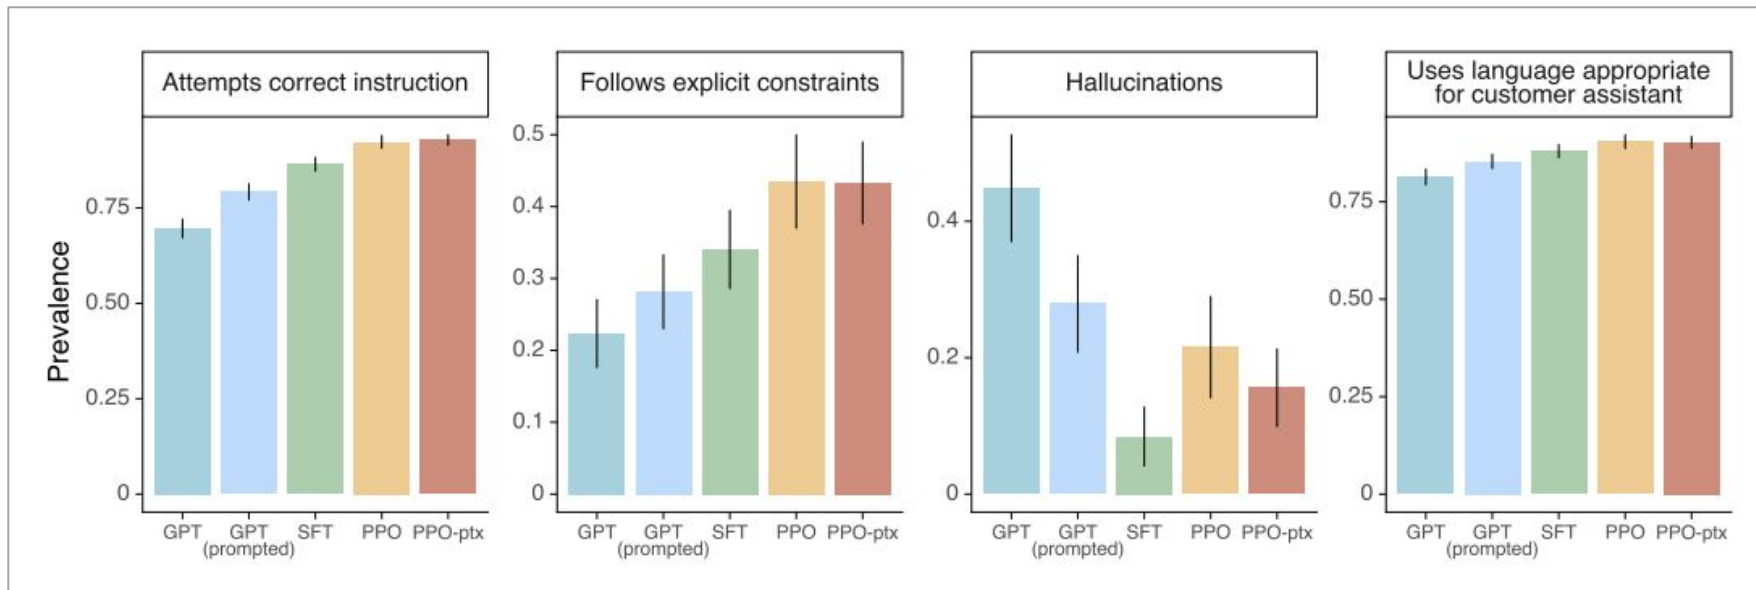 Prevalence
Attempts correct instruction
0.75
0.50
0.25
0
GPT
GPT
(prompted)
SFT
PPO
PPO-ptx
Follows explicit constraints
0.5
0.4
0.3
0.2
0.1
0
GPT
GPT
(prompted)
SFT
PPO
PPO-ptx
Hallucinations
0.4
0.2
0
GPT
GPT
(prompted)
SFT
PPO
PPO-ptx
Uses language appropriate
for customer assistant
0.75
0.50
0.25
0
GPT
GPT
(prompted)
SFT
PPO
PPO-ptx